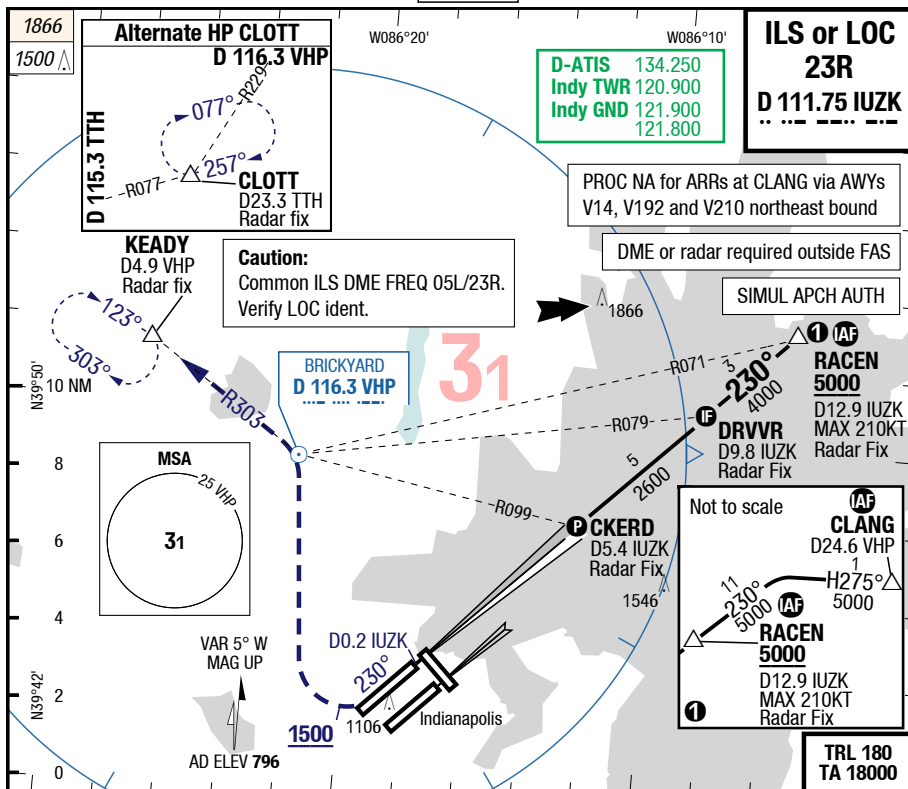 1866
1500
Alternate HP CLOTT
D 116.3 VHP
R229
077°
257°
D 115.3 TTH
R077
CLOTT
D23.3 TTH
Radar fix
W086°20'
W086°10'
D-ATIS 134.250
Indy TWR 120.900
Indy GND 121.900
121.800
ILS or LOC
23R
D 111.75 IUZK
PROC NA for ARRs at CLANG via AWYs
V14, V192 and V210 northeast bound
DME or radar required outside FAS
SIMUL APCH AUTH
KEADY
D4.9 VHP
Radar fix
Caution:
Common ILS DME FREQ 05L/23R.
Verify LOC ident.
1866
31
123°
303°
R303
BRICKYARD
D 116.3 VHP
R071
R079
R099
3
230°
4000
1 IAF
RACEN
5000
D12.9 IUZK
MAX 210KT
Radar Fix
IF
DRVVR
D9.8 IUZK
Radar Fix
5
2600
P CKERD
D5.4 IUZK
Radar Fix
1546
N39°50'
10 NM
8
6
4
2
0
N39°42'
MSA
25 VHP
31
VAR 5° W
MAG UP
AD ELEV 796
D0.2 IUZK
230°
1500
1106
Indianapolis
Not to scale
IAF
CLANG
D24.6 VHP
1
H275°
5000
11
230°
5000
IAF
RACEN
5000
D12.9 IUZK
MAX 210KT
Radar Fix
1
TRL 180
TA 18000